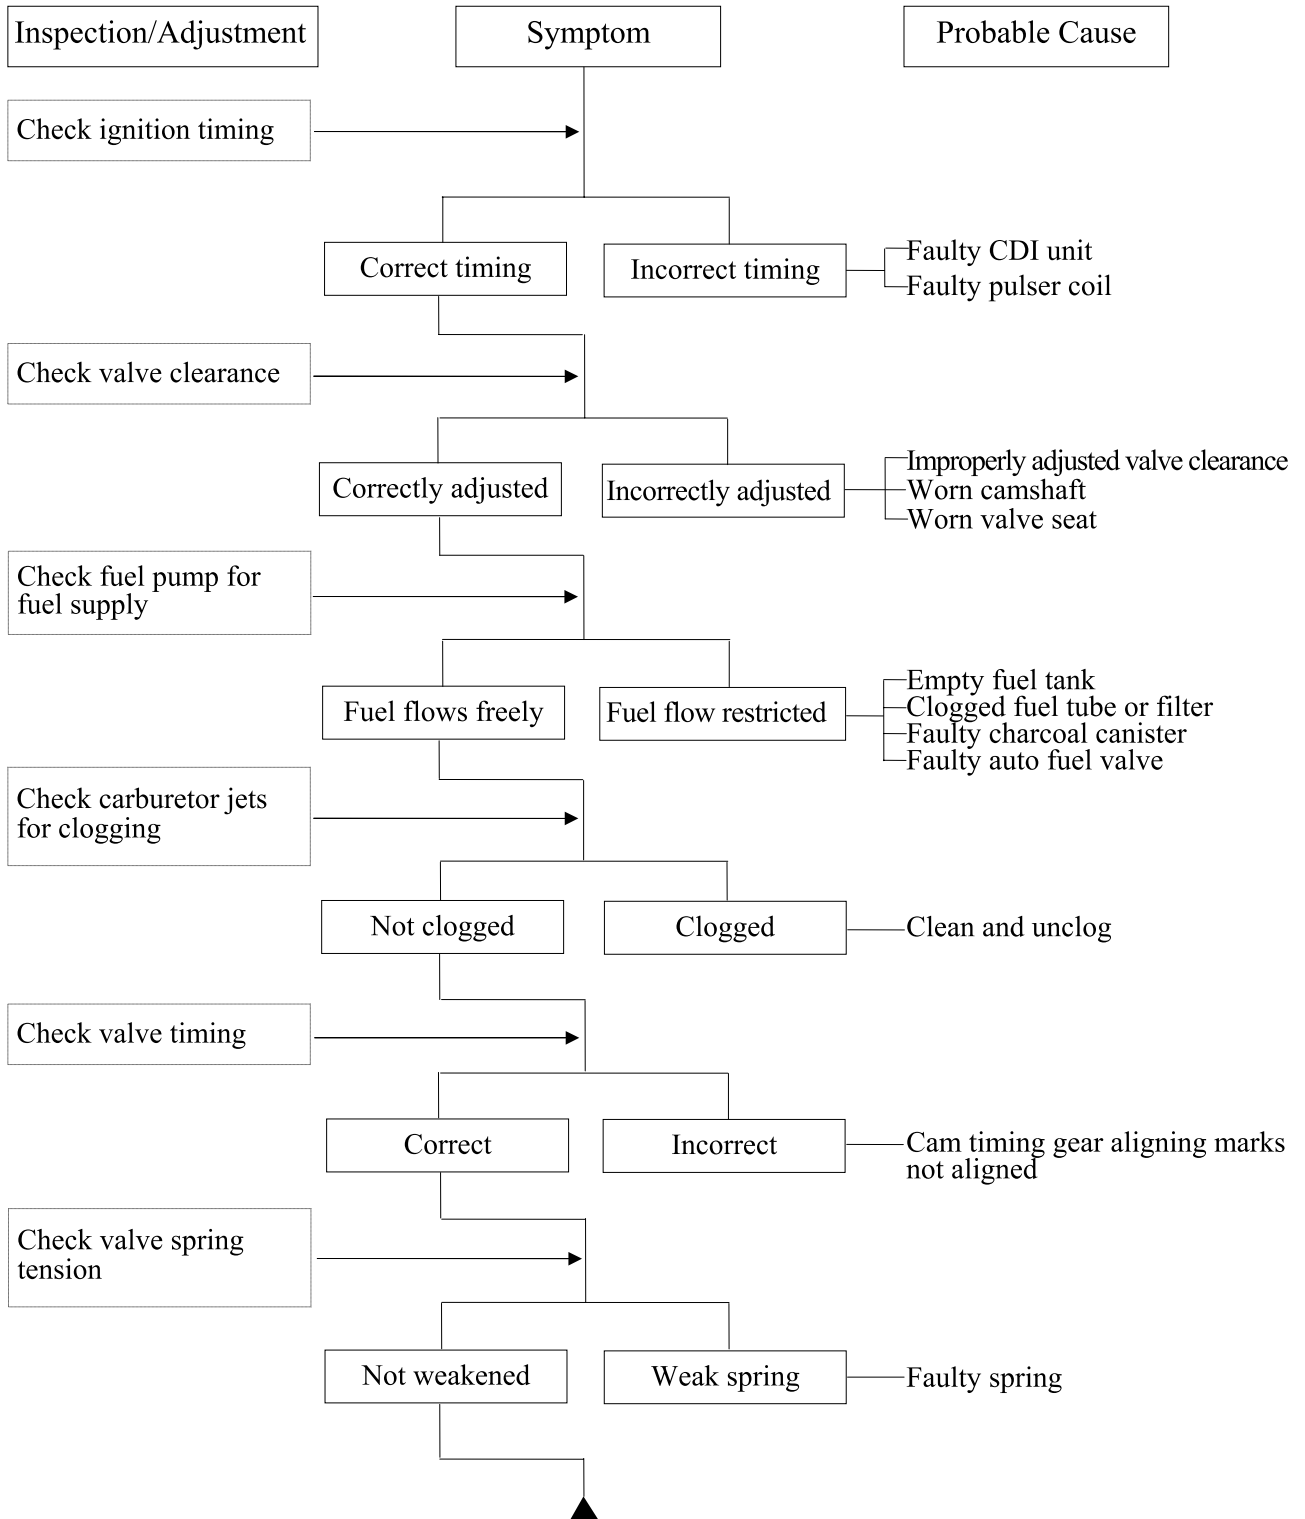 Inspection/Adjustment
Symptom
Probable Cause
Check ignition timing
Correct timing
Incorrect timing
Faulty CDI unit
Faulty pulser coil
Check valve clearance
Correctly adjusted
Incorrectly adjusted
Improperly adjusted valve clearance
Worn camshaft
Worn valve seat
Check fuel pump for
fuel supply
Fuel flows freely
Fuel flow restricted
Empty fuel tank
Clogged fuel tube or filter
Faulty charcoal canister
Faulty auto fuel valve
Check carburetor jets
for clogging
Not clogged
Clogged
Clean and unclog
Check valve timing
Correct
Incorrect
Cam timing gear aligning marks
not aligned
Check valve spring
tension
Not weakened
Weak spring
Faulty spring